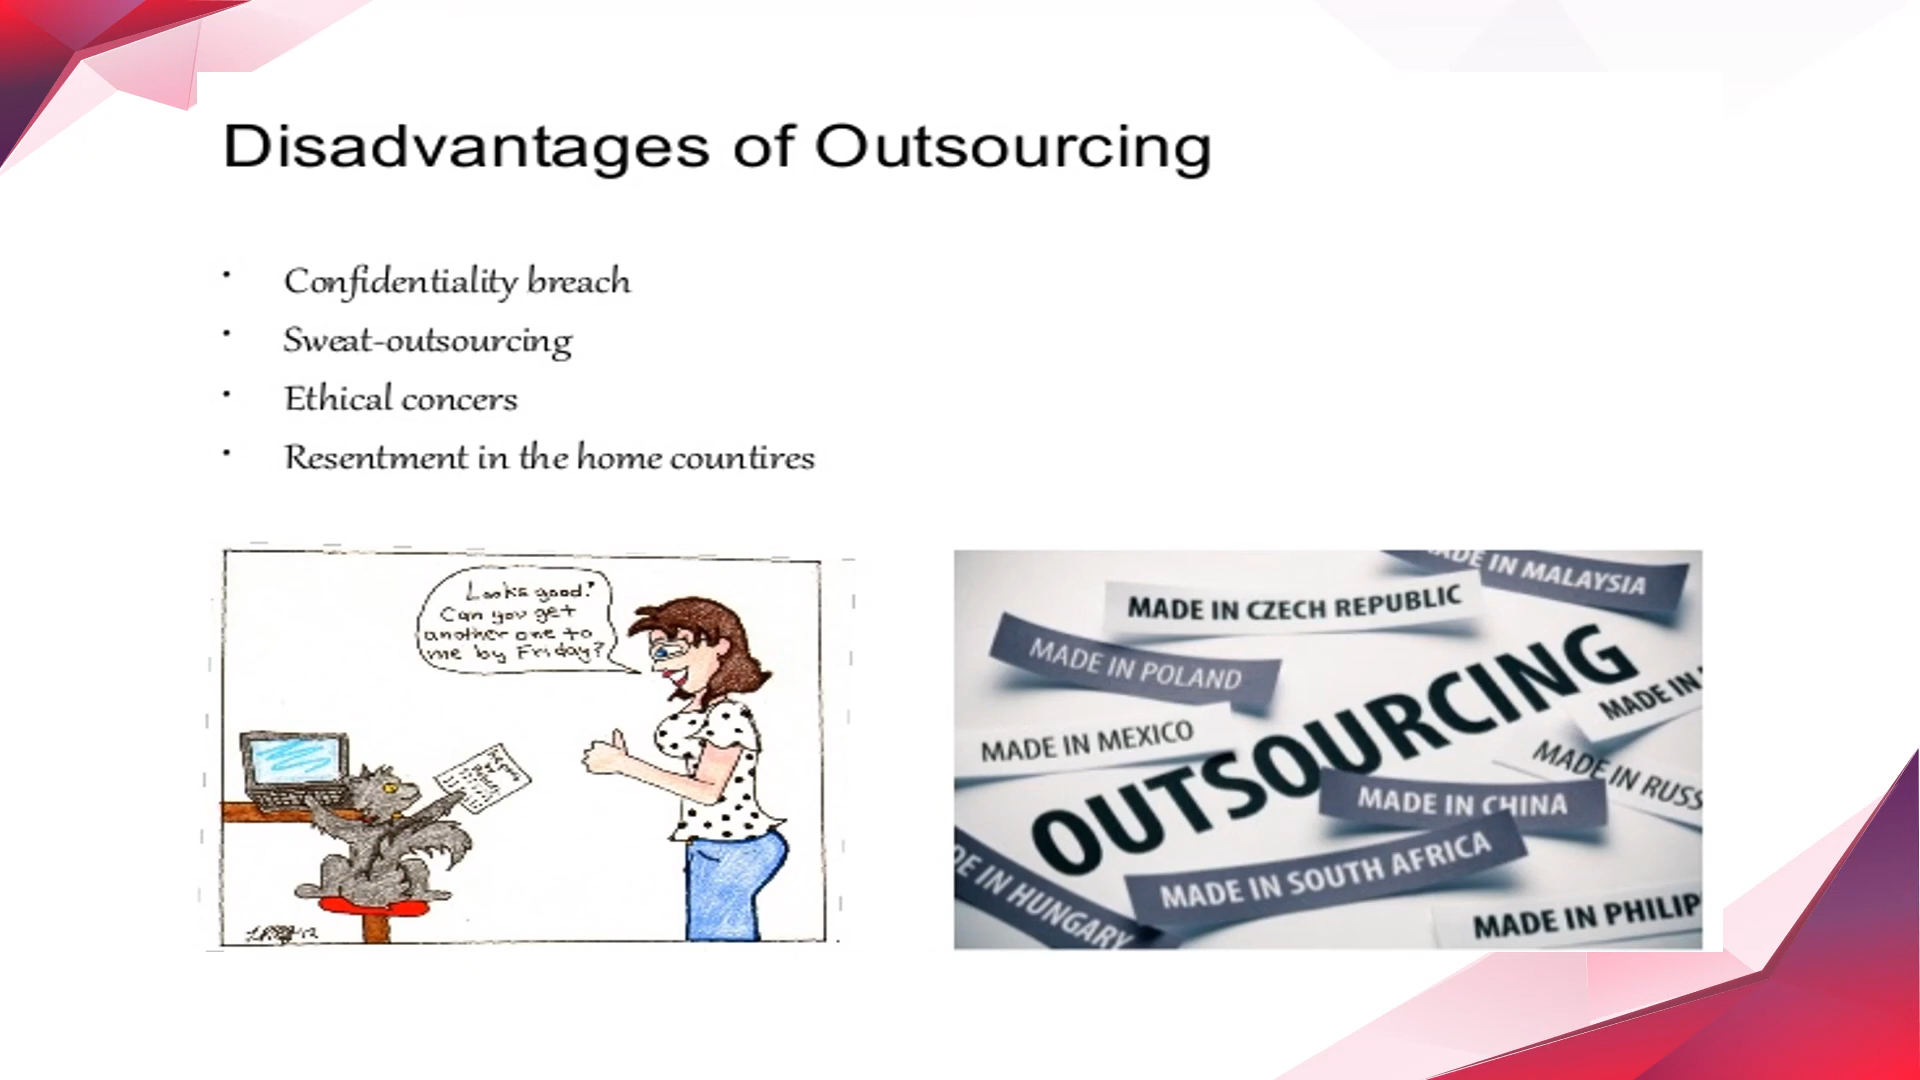 Disadvantages of Outsourcing
• Confidentiality breach
• Sweat-outsourcing
• Ethical concers
• Resentment in the home countires
Looks good!
Can you get
another one to
me by Friday?
MADE IN MALAYSIA
MADE IN CZECH REPUBLIC
MADE IN POLAND
MADE IN
MADE IN MEXICO
OUTSOURCING
MADE IN RUSS
MADE IN CHINA
MADE IN SOUTH AFRICA
DE IN HUNGARY
MADE IN PHILIP